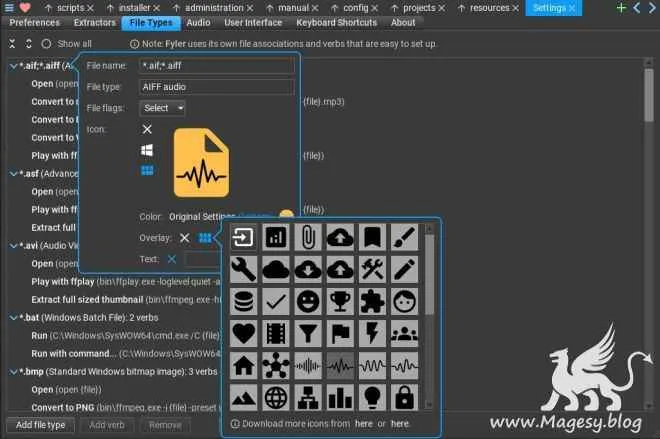 scripts installer administration manual config projects resources Settings
Preferences Extractors File Types Audio User Interface Keyboard Shortcuts About
Show all Note: Fyler uses its own file associations and verbs that are easy to set up.
*.aif;*.aiff (A
Open (open
Convert to
{file}.mp3)
Convert to
Convert to
Play with ff
{file})
*.asf (Advanc
Open (open
Play with ff
{file})
Extract full
*.avi (Audio Vi
Open (open
Play with ffplay (bin\ffplay.exe -loglevel quiet -a
Extract full sized thumbnail (bin\ffmpeg.exe -h
*.bat (Windows Batch File): 2 verbs
Run (C:\Windows\SysWOW64\cmd.exe /C {file}
Run with command... (C:\Windows\SysWOW64\
*.bmp (Standard Windows bitmap image): 3 verbs
Open (open {file})
Convert to PNG (bin\ffmpeg.exe -i {file} -preset
Add file type Add verb Remove
File name: *.aif;*.aiff
File type: AIFF audio
File flags: Select
Icon:
Color: Original Settings
Overlay:
Text:
Download more icons from here or here.
www.Magesy.blog